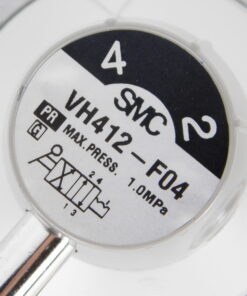 4
2
SMC
VH412-F04
PR MAX.PRESS. 1.0MPa
G
2 4
1 3